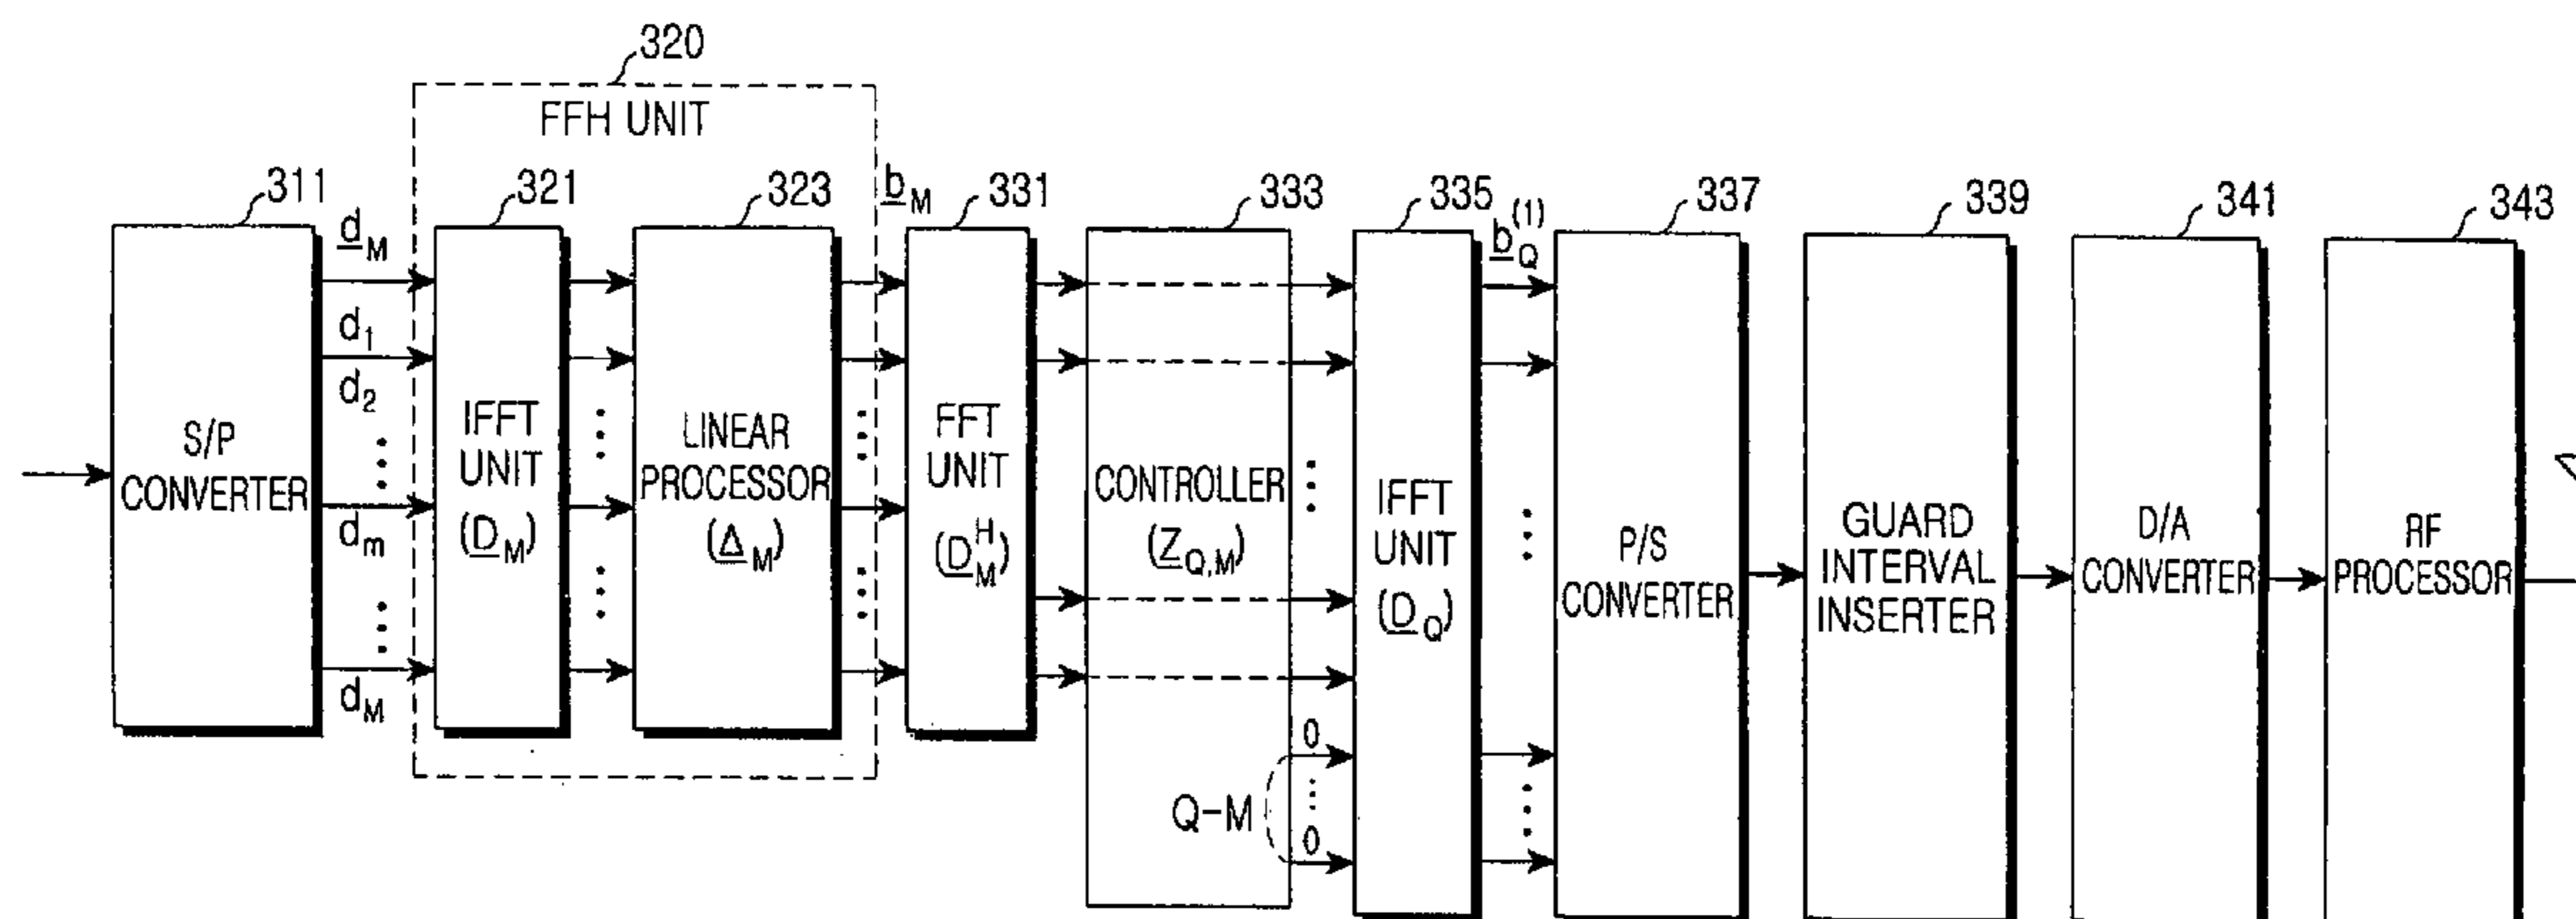 320
FFH UNIT
311
d_M
321
323
b_M
331
333
335
b_Q^(1)
337
339
341
343
S/P
CONVERTER
d_1
d_2
d_m
d_M
IFFT
UNIT
(D_M)
LINEAR
PROCESSOR
(Δ_M)
FFT
UNIT
(D_M^H)
CONTROLLER
(Z_Q,M)
0
Q-M
0
IFFT
UNIT
(D_Q)
P/S
CONVERTER
GUARD
INTERVAL
INSERTER
D/A
CONVERTER
RF
PROCESSOR